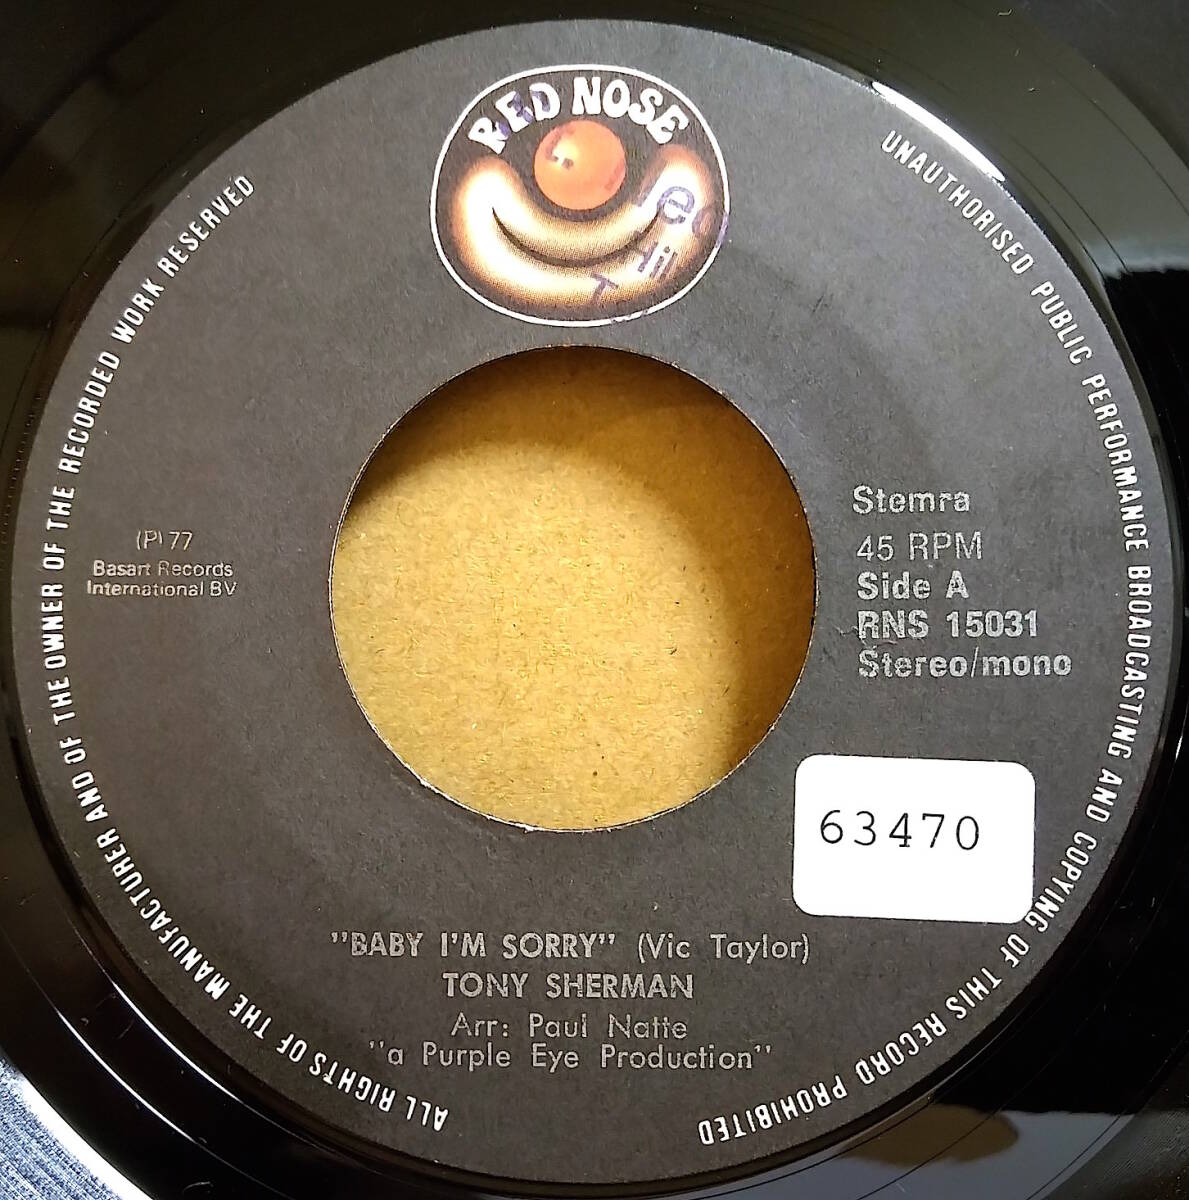 RED NOSE
ALL RIGHTS OF THE MANUFACTURER AND OF THE OWNER OF THE RECORDED WORK RESERVED
UNAUTHORISED PUBLIC PERFORMANCE BROADCASTING AND COPYING OF THIS RECORD PROHIBITED
(P) 77
Basart Records
International BV
Stemra
45 RPM
Side A
RNS 15031
Stereo/mono
63470
"BABY I'M SORRY" (Vic Taylor)
TONY SHERMAN
Arr: Paul Natte
"a Purple Eye Production"